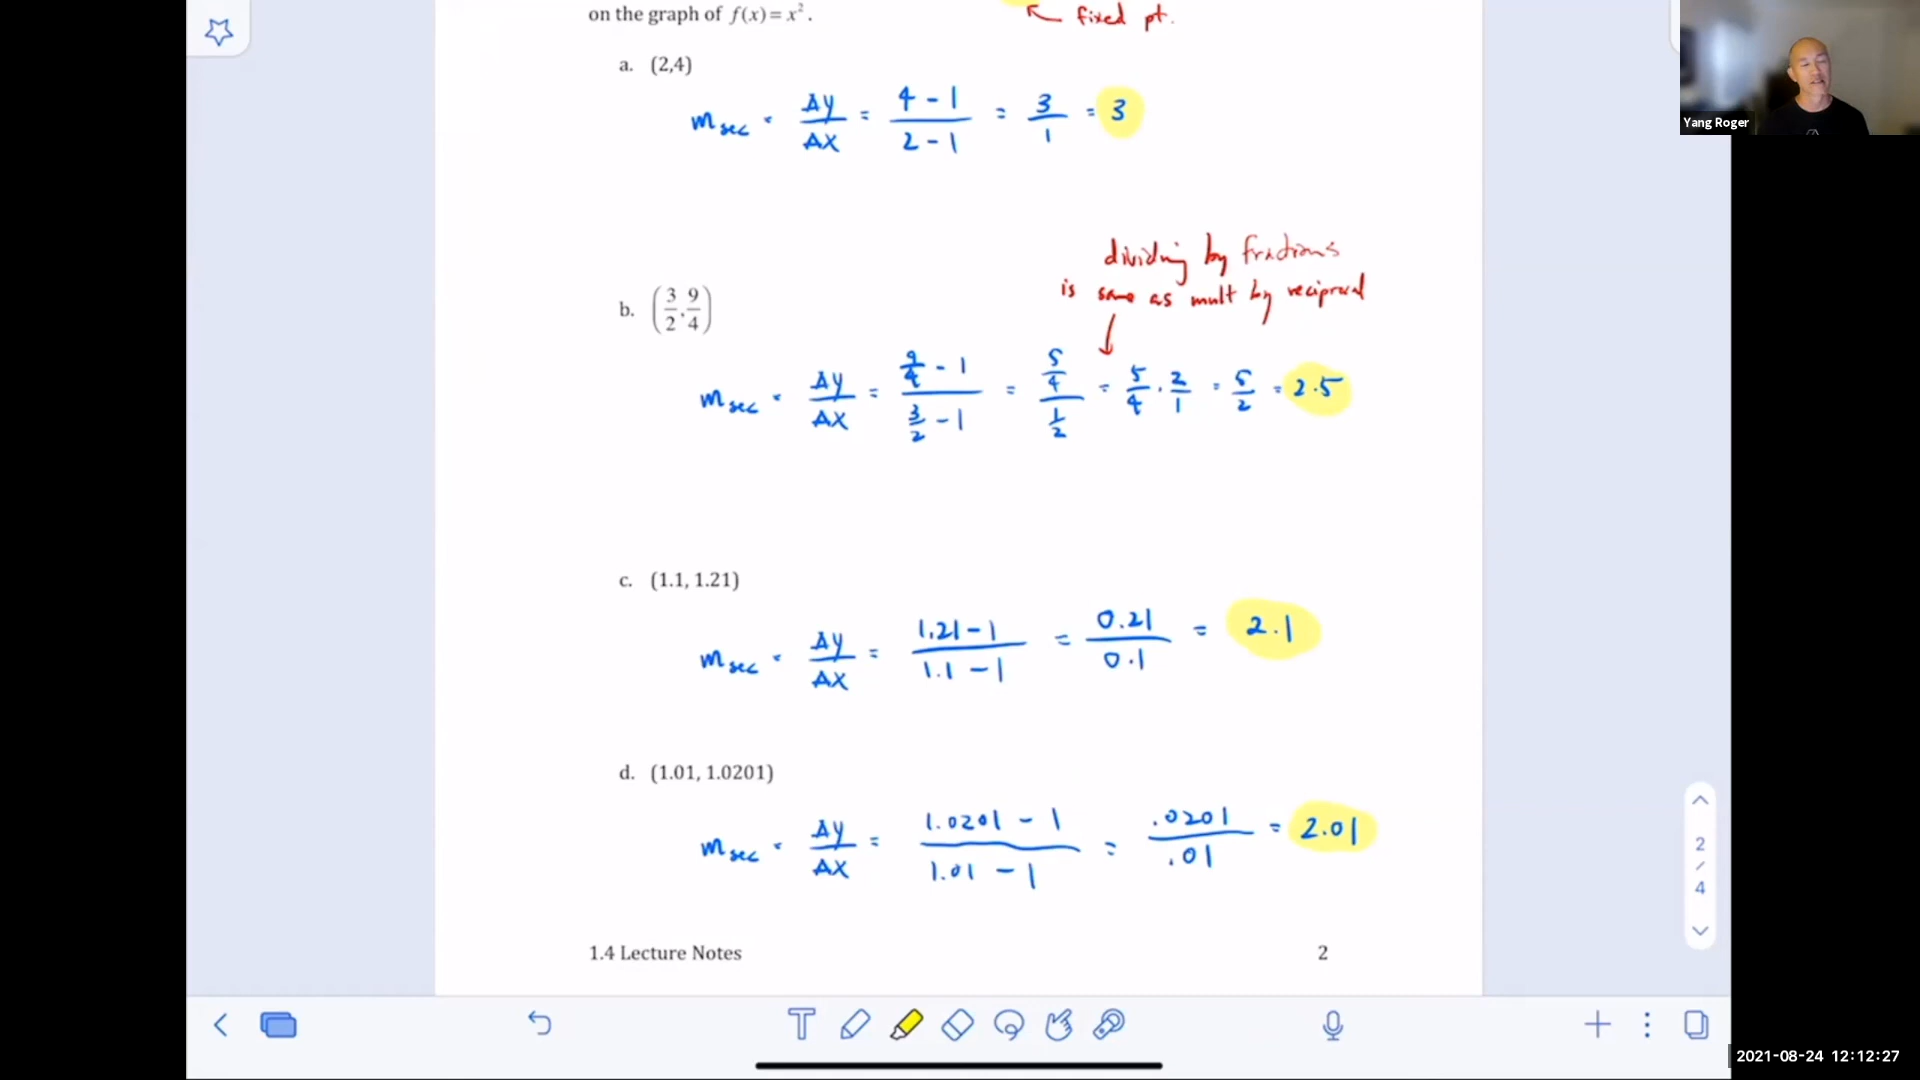 on the graph of f(x) = x².
fixed pt.
Yang Roger
a. (2,4)
m sec = Δy/Δx = (4 - 1)/(2 - 1) = 3/1 = 3
dividing by fractions
is same as mult by reciprocal
b. (3/2, 9/4)
m sec = Δy/Δx = (9/4 - 1)/(3/2 - 1) = (5/4)/(1/2) = 5/4 · 2/1 = 5/2 = 2.5
c. (1.1, 1.21)
m sec = Δy/Δx = (1.21 - 1)/(1.1 - 1) = 0.21/0.1 = 2.1
d. (1.01, 1.0201)
m sec = Δy/Δx = (1.0201 - 1)/(1.01 - 1) = .0201/.01 = 2.01
2
/
4
1.4 Lecture Notes 2
T
2021-08-24 12:12:27